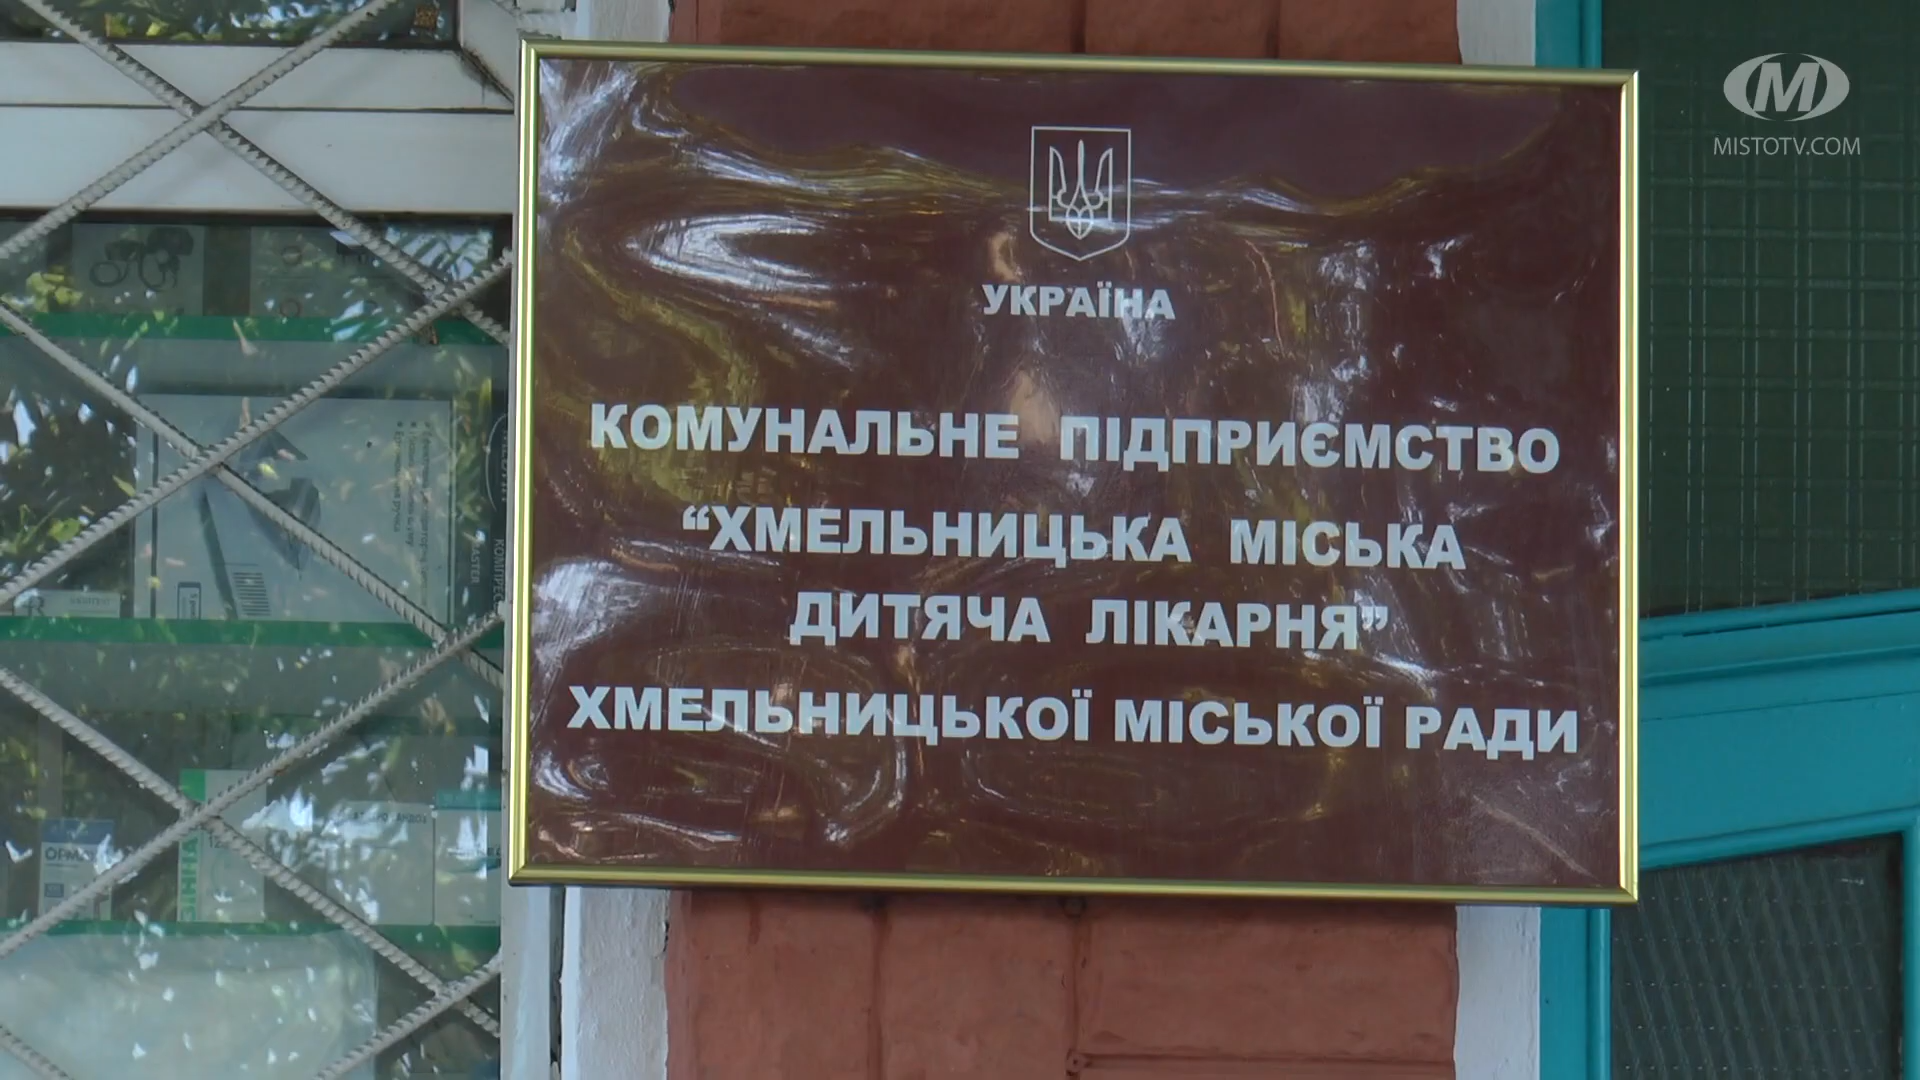 M
MISTOTV.COM
УКРАЇНА
КОМУНАЛЬНЕ ПІДПРИЄМСТВО
“ХМЕЛЬНИЦЬКА МІСЬКА
ДИТЯЧА ЛІКАРНЯ”
ХМЕЛЬНИЦЬКОЇ МІСЬКОЇ РАДИ